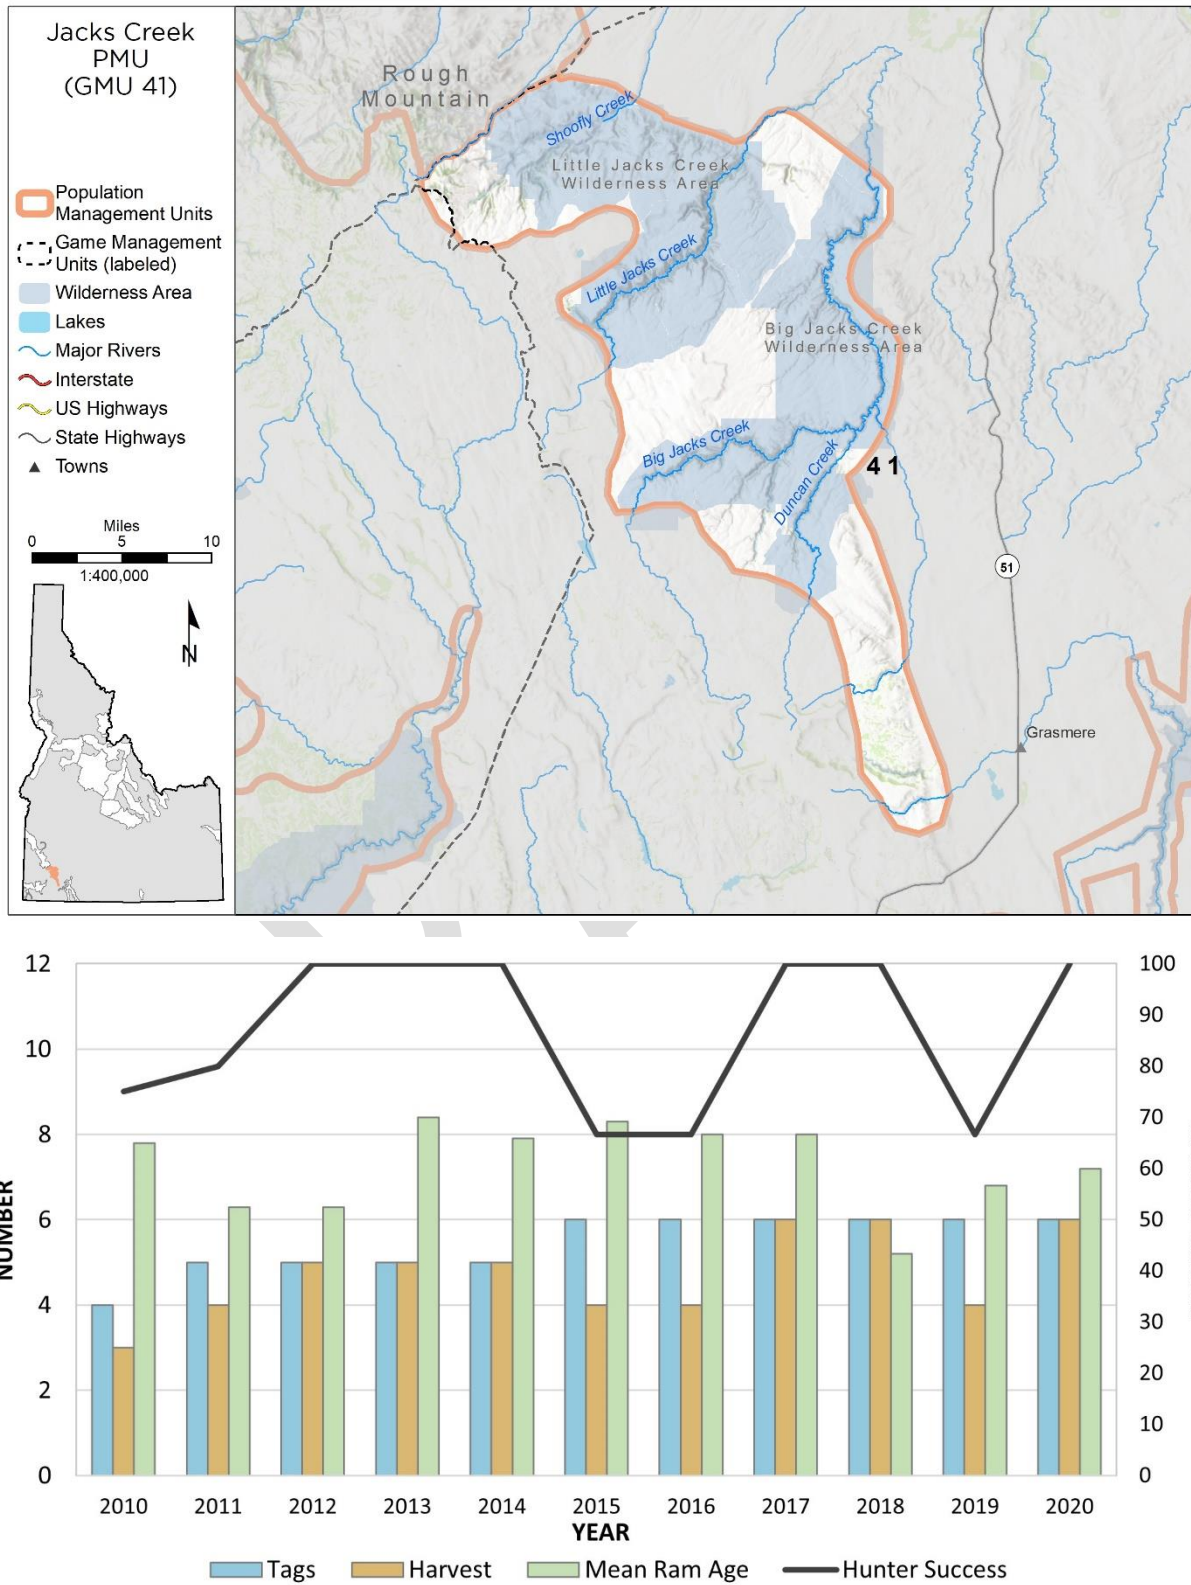 Jacks Creek
PMU
(GMU 41)
Population
Management Units
Game Management
Units (labeled)
Wilderness Area
Lakes
Major Rivers
Interstate
US Highways
State Highways
Towns
Miles
0 5 10
1:400,000
N
Rough
Mountain
Shoofly Creek
Little Jacks Creek
Wilderness Area
Little Jacks Creek
Big Jacks Creek
Wilderness Area
Big Jacks Creek
Duncan Creek
41
51
Grasmere
12
10
8
6
4
2
0
NUMBER
100
90
80
70
60
50
40
30
20
10
0
2010 2011 2012 2013 2014 2015 2016 2017 2018 2019 2020
YEAR
Tags Harvest Mean Ram Age Hunter Success